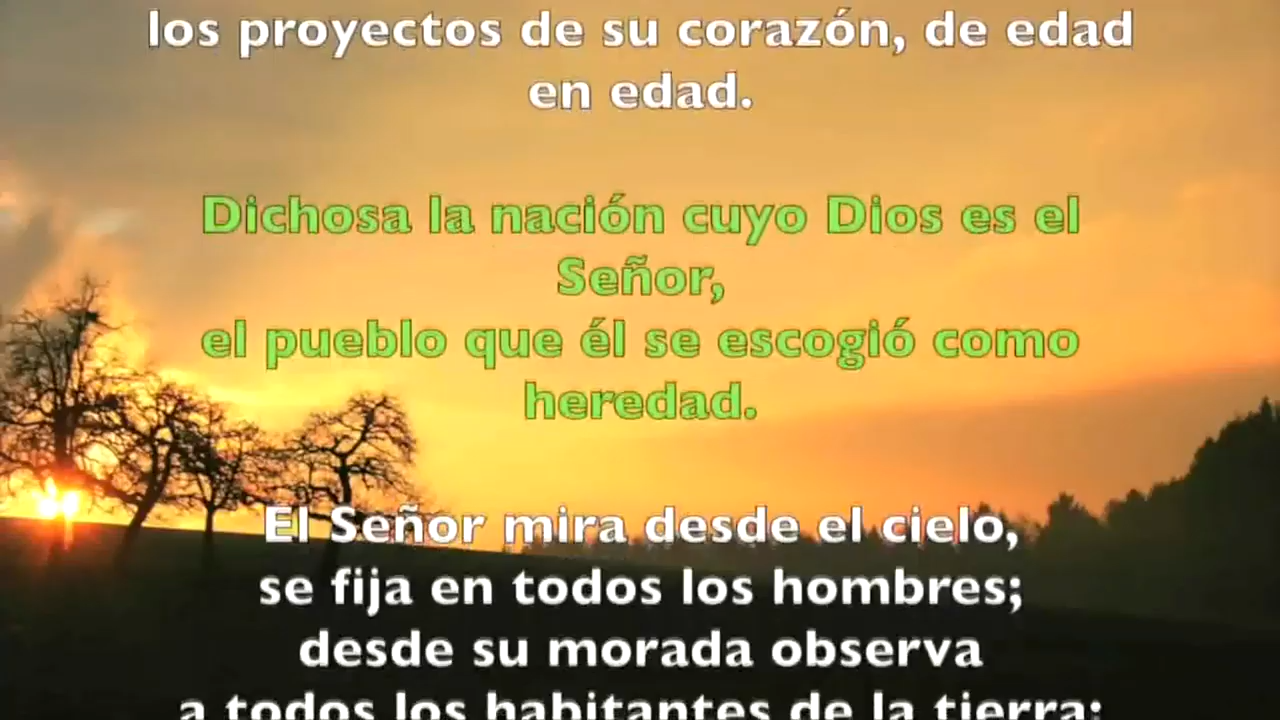 los proyectos de su corazón, de edad
en edad.
Dichosa la nación cuyo Dios es el
Señor,
el pueblo que él se escogió como
heredad.
El Señor mira desde el cielo,
se fija en todos los hombres;
desde su morada observa
a todos los habitantes de la tierra;